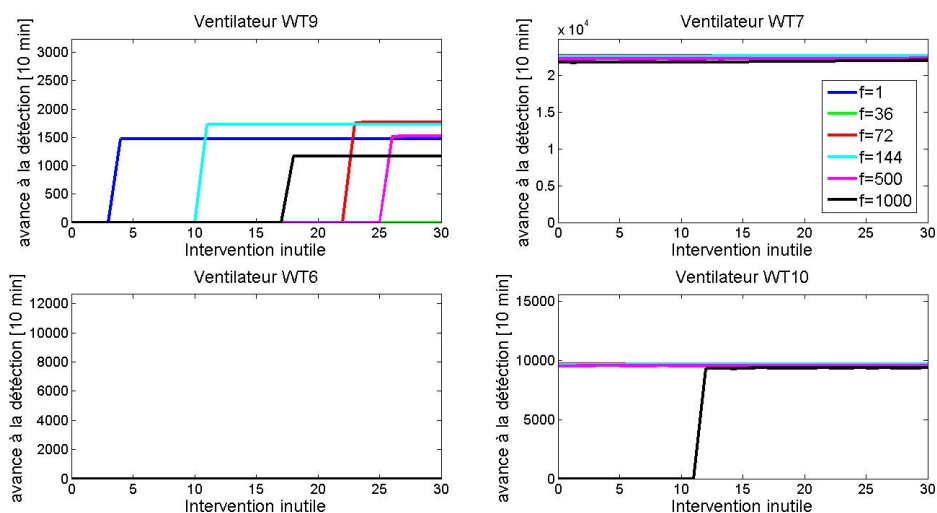 Ventilateur WT9
avance à la détéction [10 min]
3000
2500
2000
1500
1000
500
0
0 5 10 15 20 25 30
Intervention inutile
Ventilateur WT7
x 10⁴
avance à la détéction [10 min]
2
1.5
1
0.5
0
f=1
f=36
f=72
f=144
f=500
f=1000
0 5 10 15 20 25 30
Intervention inutile
Ventilateur WT6
avance à la détéction [10 min]
12000
10000
8000
6000
4000
2000
0
0 5 10 15 20 25 30
Intervention inutile
Ventilateur WT10
avance à la détéction [10 min]
15000
10000
5000
0
0 5 10 15 20 25 30
Intervention inutile